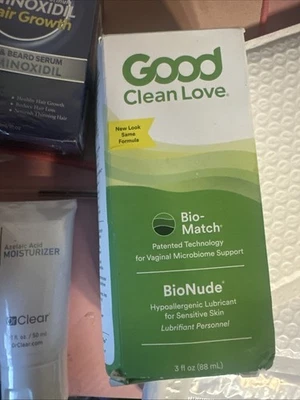 MINOXIDIL
Hair Growth
& BEARD SERUM
MINOXIDIL
Good
Clean Love®
New Look
Same
Formula
Bio-
Match®
Patented Technology
for Vaginal Microbiome Support
BioNude®
Hypoallergenic Lubricant
for Sensitive Skin
Lubrifiant Personnel
3 fl oz (88 mL)
Azelaic Acid
MOISTURIZER
Clear